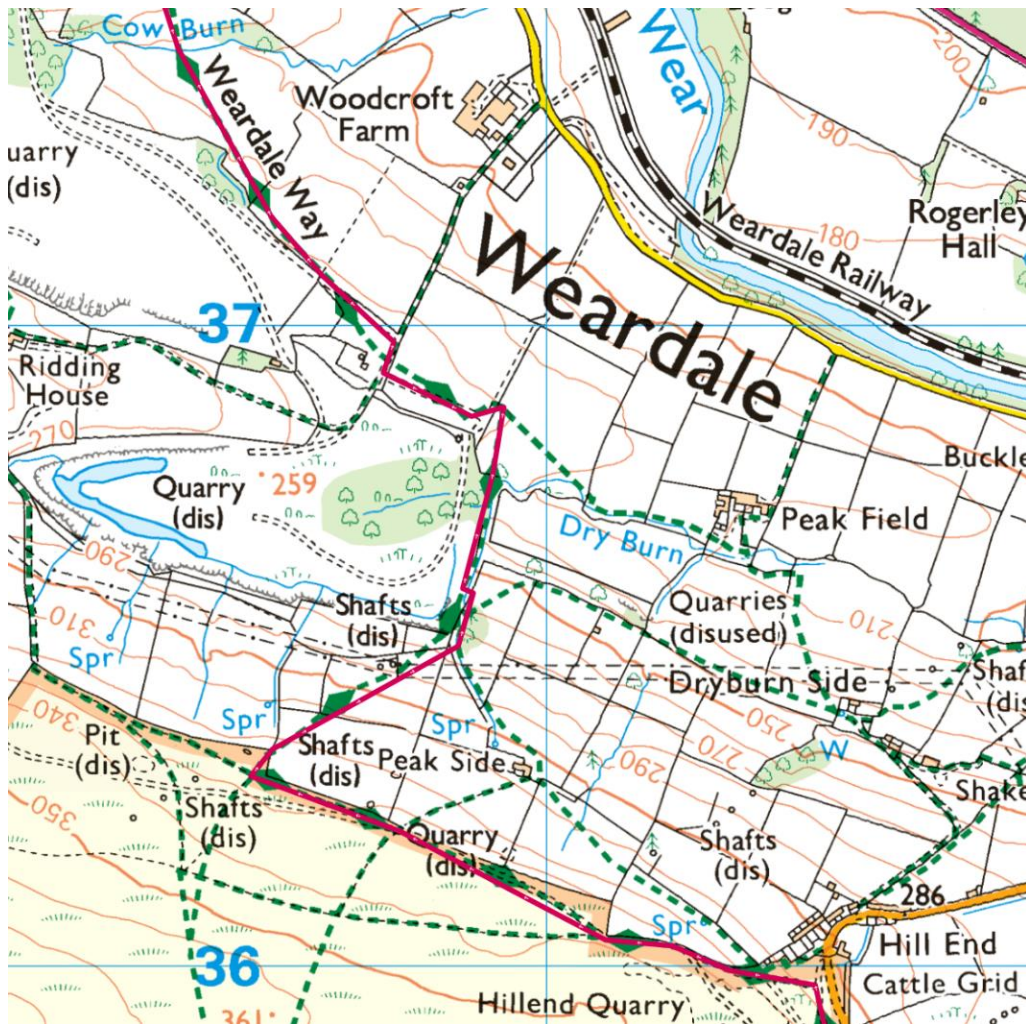 Cow Burn
Wear
200
Woodcroft
Farm
Weardale Way
190
uarry
(dis)
Rogerley
Hall
180
Weardale Railway
Weardale
37
Ridding
House
270
Buckle
Quarry
(dis)
259
Peak Field
Dry Burn
290
Shafts
(dis)
Quarries
(disused)
210
310
Spr
Dryburn Side
Shaf
(dis
250
340
Spr
Spr
Pit
(dis)
Shafts
(dis)
Peak Side
290
270
W
Shake
350
Shafts
(dis)
Quarry
(dis)
Shafts
(dis)
286
Spr
36
Hill End
Cattle Grid
Hillend Quarry
361